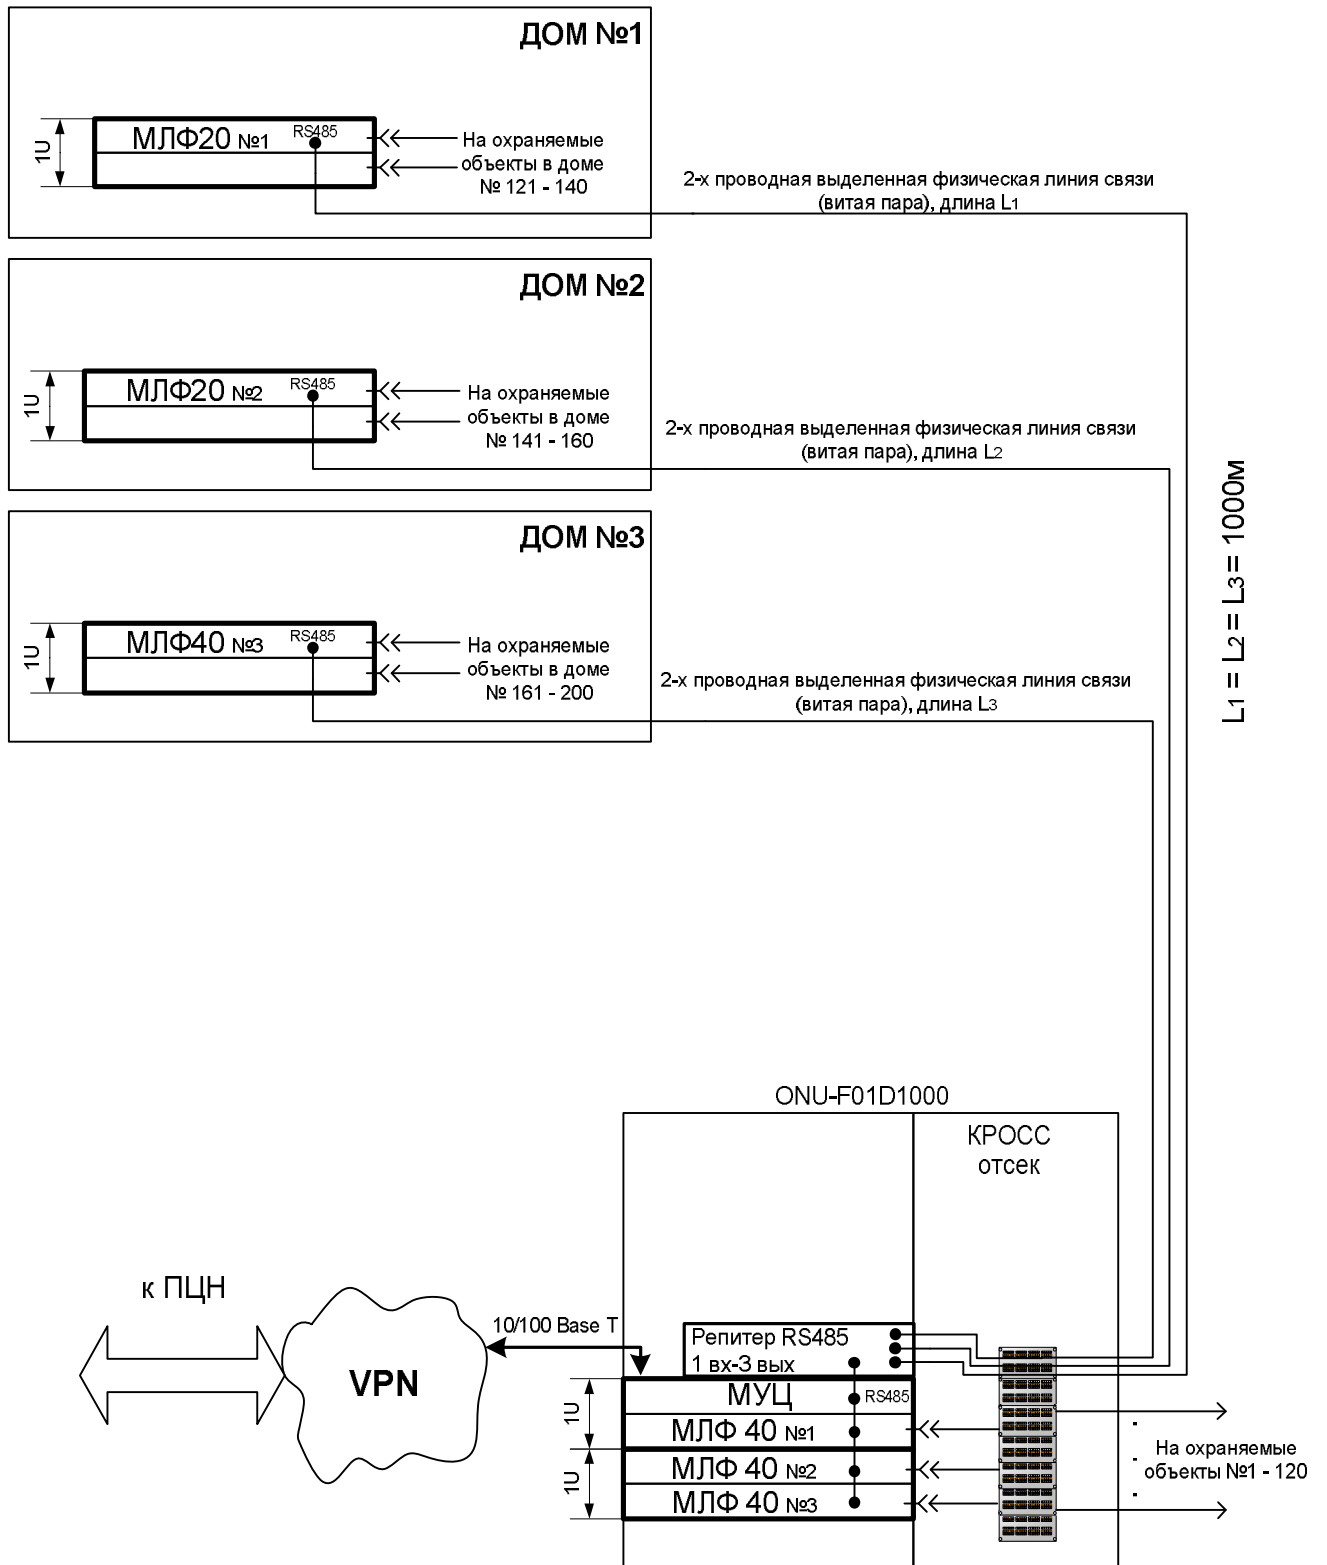 ДОМ №1
1U
МЛФ20 №1
RS485
На охраняемые
объекты в доме
№ 121 - 140
2-х проводная выделенная физическая линия связи
(витая пара), длина L1
ДОМ №2
1U
МЛФ20 №2
RS485
На охраняемые
объекты в доме
№ 141 - 160
2-х проводная выделенная физическая линия связи
(витая пара), длина L2
L1 = L2 = L3 = 1000м
ДОМ №3
1U
МЛФ40 №3
RS485
На охраняемые
объекты в доме
№ 161 - 200
2-х проводная выделенная физическая линия связи
(витая пара), длина L3
ONU-F01D1000
КРОСС
отсек
к ПЦН
VPN
10/100 Base T
Репитер RS485
1 вх-3 вых
1U
МУЦ
RS485
МЛФ 40 №1
1U
МЛФ 40 №2
МЛФ 40 №3
На охраняемые
объекты №1 - 120